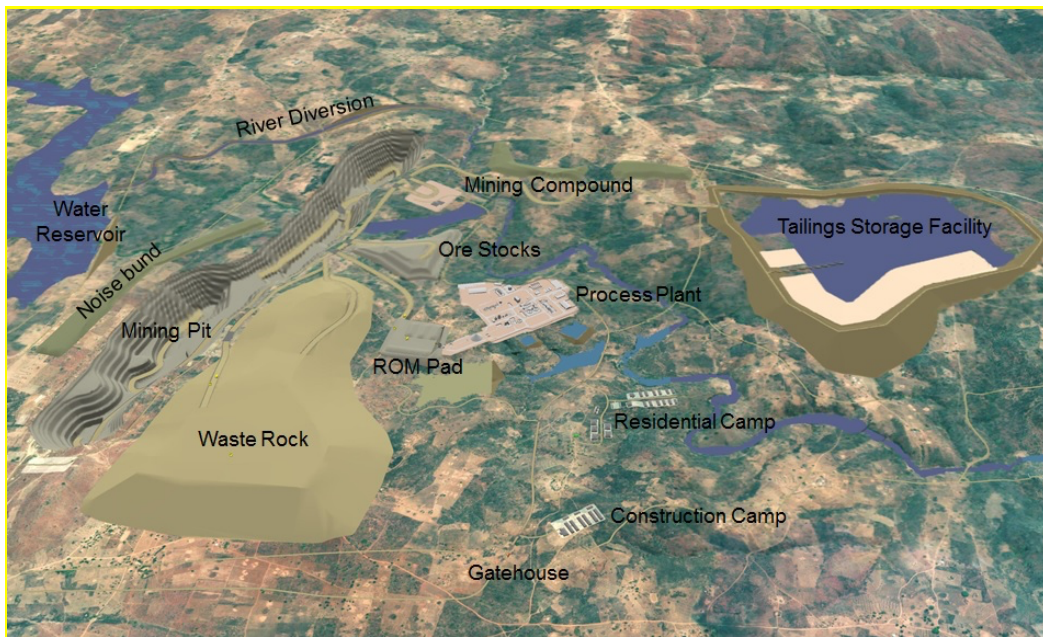 River Diversion
Mining Compound
Water
Reservoir
Tailings Storage Facility
Ore Stocks
Noise bund
Process Plant
Mining Pit
ROM Pad
Waste Rock
Residential Camp
Construction Camp
Gatehouse